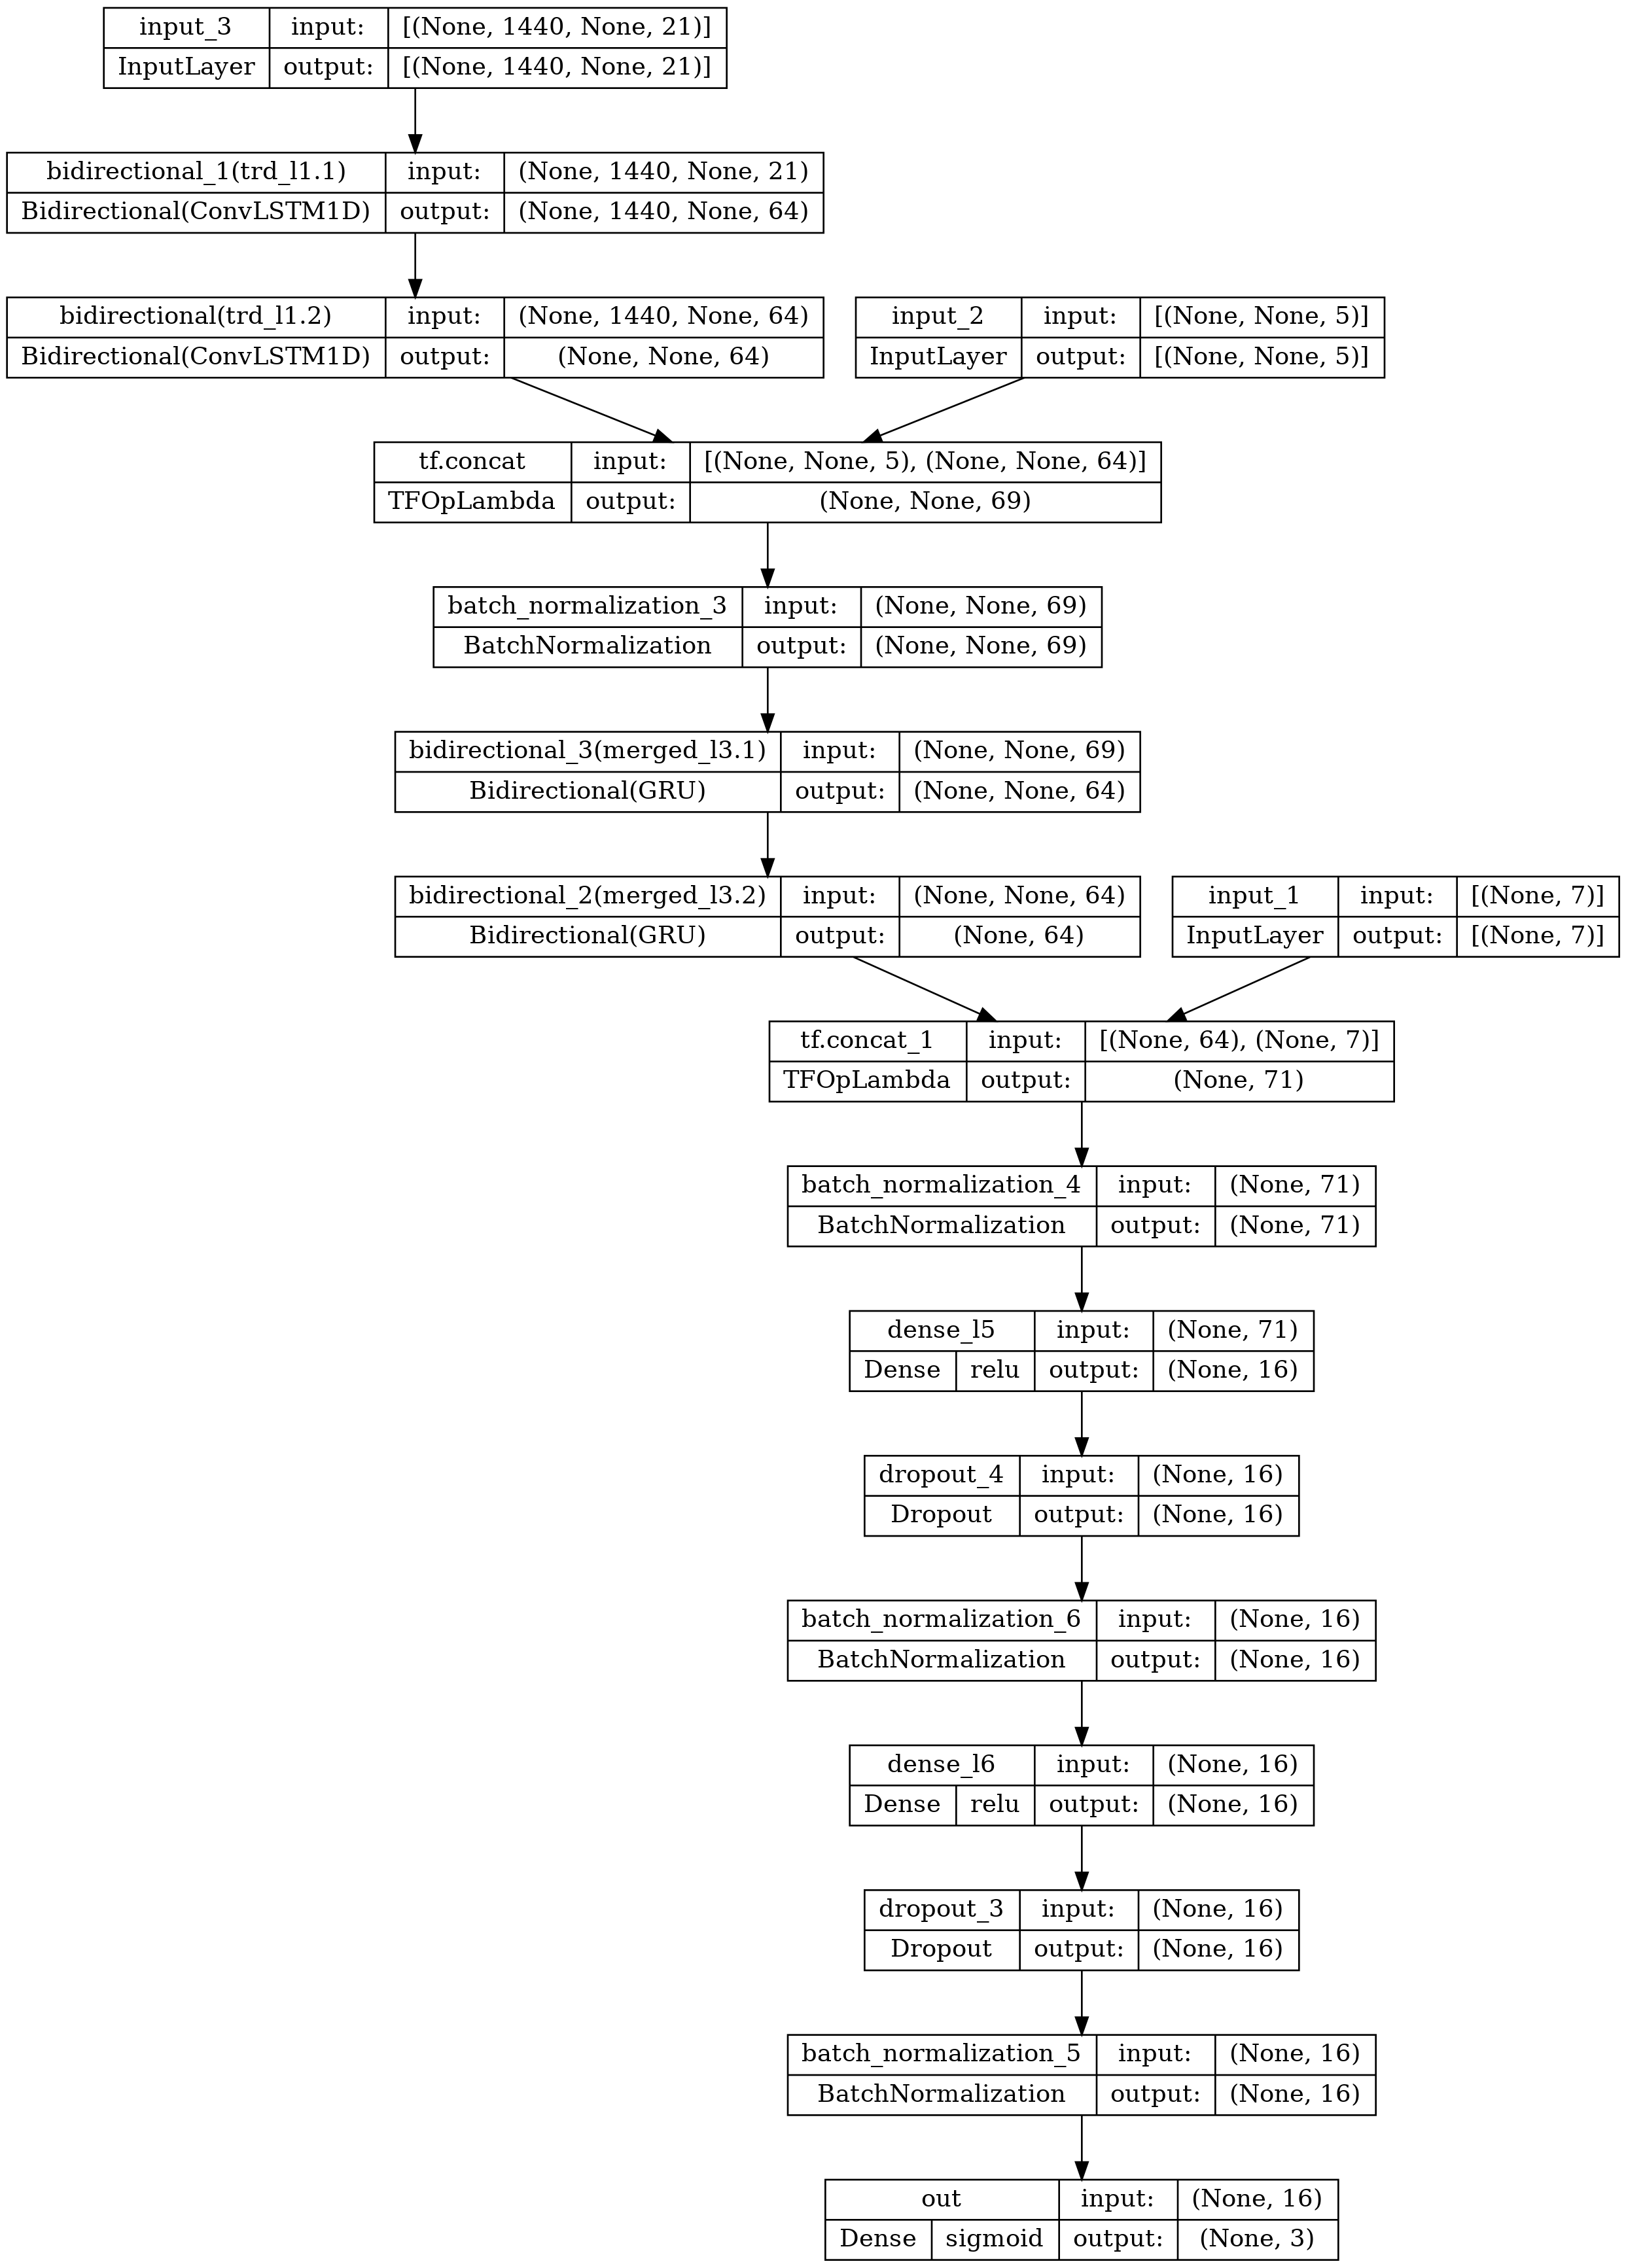 input_3 input: [(None, 1440, None, 21)]
InputLayer output: [(None, 1440, None, 21)]
bidirectional_1(trd_l1.1) input: (None, 1440, None, 21)
Bidirectional(ConvLSTM1D) output: (None, 1440, None, 64)
bidirectional(trd_l1.2) input: (None, 1440, None, 64)
Bidirectional(ConvLSTM1D) output: (None, None, 64)
input_2 input: [(None, None, 5)]
InputLayer output: [(None, None, 5)]
tf.concat input: [(None, None, 5), (None, None, 64)]
TFOpLambda output: (None, None, 69)
batch_normalization_3 input: (None, None, 69)
BatchNormalization output: (None, None, 69)
bidirectional_3(merged_l3.1) input: (None, None, 69)
Bidirectional(GRU) output: (None, None, 64)
bidirectional_2(merged_l3.2) input: (None, None, 64)
Bidirectional(GRU) output: (None, 64)
input_1 input: [(None, 7)]
InputLayer output: [(None, 7)]
tf.concat_1 input: [(None, 64), (None, 7)]
TFOpLambda output: (None, 71)
batch_normalization_4 input: (None, 71)
BatchNormalization output: (None, 71)
dense_l5 input: (None, 71)
Dense relu output: (None, 16)
dropout_4 input: (None, 16)
Dropout output: (None, 16)
batch_normalization_6 input: (None, 16)
BatchNormalization output: (None, 16)
dense_l6 input: (None, 16)
Dense relu output: (None, 16)
dropout_3 input: (None, 16)
Dropout output: (None, 16)
batch_normalization_5 input: (None, 16)
BatchNormalization output: (None, 16)
out input: (None, 16)
Dense sigmoid output: (None, 3)